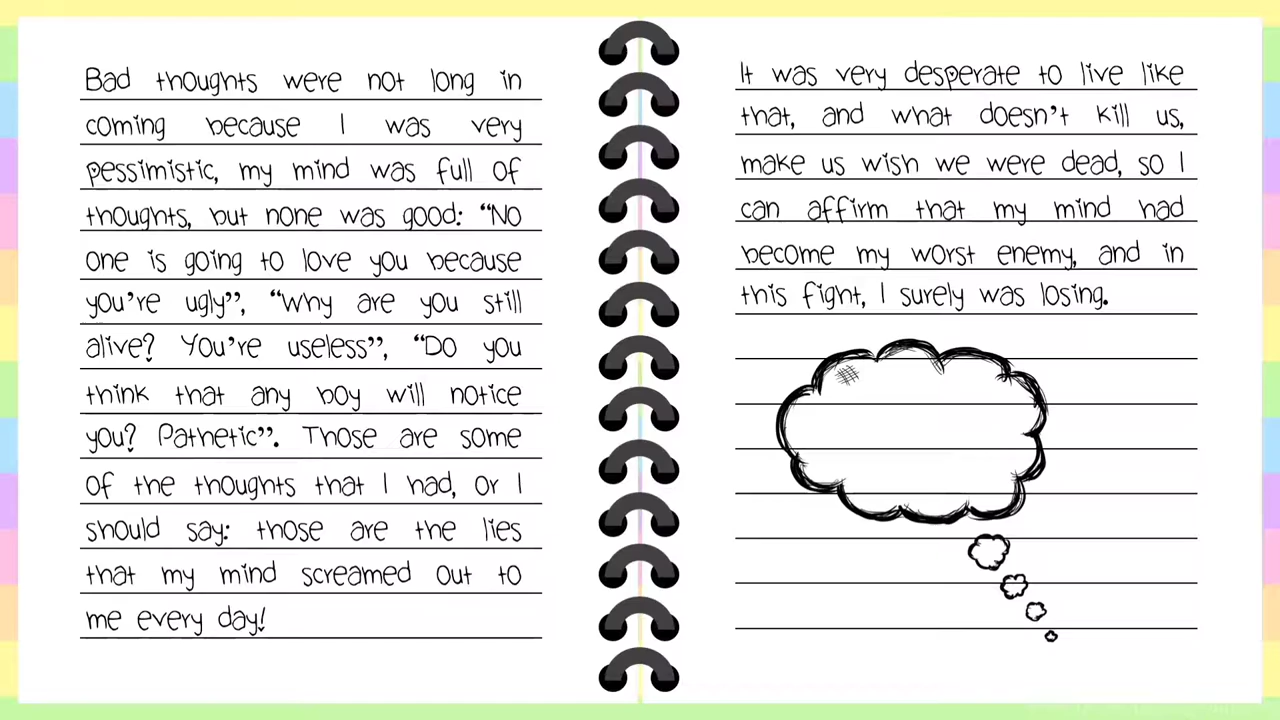 Bad thoughts were not long in
coming because I was very
pessimistic, my mind was full of
thoughts, but none was good: “No
one is going to love you because
you’re ugly”, “Why are you still
alive? You’re useless”, “Do you
think that any boy will notice
you? Pathetic”. Those are some
of the thoughts that I had, or I
should say: those are the lies
that my mind screamed out to
me every day!
It was very desperate to live like
that, and what doesn’t kill us,
make us wish we were dead, so I
can affirm that my mind had
become my worst enemy, and in
this fight, I surely was losing.